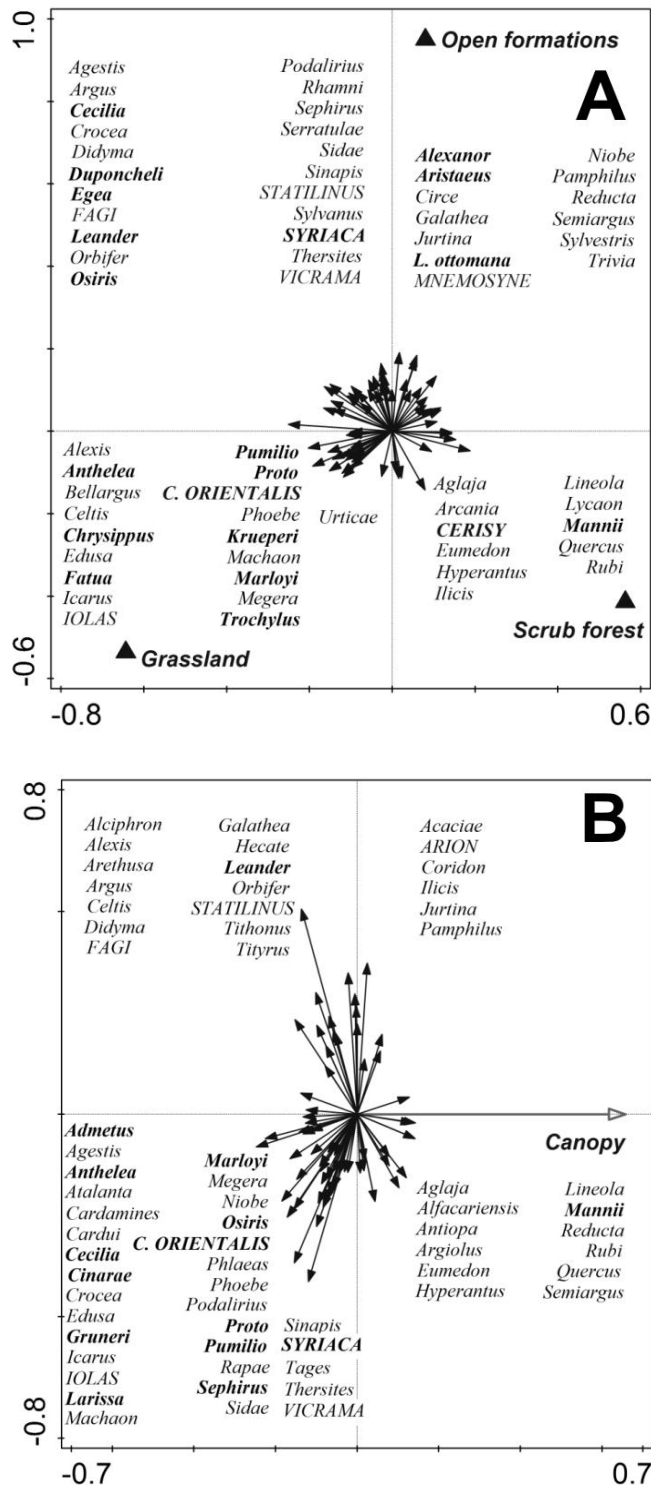 1.0
Open formations
A
Agestis Podalirius
Argus Rhamni
Cecilia Sephirus
Crocea Serratulae
Didyma Sidae
Duponcheli Sinapis
Egea STATILINUS
FAGI Sylvanus
Leander SYRIACA
Orbifer Thersites
Osiris VICRAMA
Alexanor Niobe
Aristaeus Pamphilus
Circe Reducta
Galathea Semiargus
Jurtina Sylvestris
L. ottomana Trivia
MNEMOSYNE
Alexis Pumilio
Anthelea Proto
Bellargus C. ORIENTALIS
Celtis Phoebe Urticae
Chrysippus Krueperi
Edusa Machaon
Fatua Marloyi
Icarus Megera
IOLAS Trochylus
Aglaja Lineola
Arcania Lycaon
CERISY Mannii
Eumedon Quercus
Hyperantus Rubi
Ilicis
Scrub forest
Grassland
-0.6
-0.8 0.6
0.8
B
Alciphron Galathea
Alexis Hecate
Arethusa Leander
Argus Orbifer
Celtis STATILINUS
Didyma Tithonus
FAGI Tityrus
Acaciae
ARION
Coridon
Ilicis
Jurtina
Pamphilus
Canopy
Admetus
Agestis Marloyi
Anthelea Megera
Atalanta Niobe
Cardamines Osiris
Cardui C. ORIENTALIS
Cecilia Phlaeas
Cinarae Phoebe
Crocea Podalirius
Edusa Proto Sinapis
Gruneri Pumilio SYRIACA
Icarus Rapae Tages
IOLAS Sephirus Thersites
Larissa Sidae VICRAMA
Machaon
Aglaja Lineola
Alfacariensis Mannii
Antiopa Reducta
Argiolus Rubi
Eumedon Quercus
Hyperantus Semiargus
-0.8
-0.7 0.7